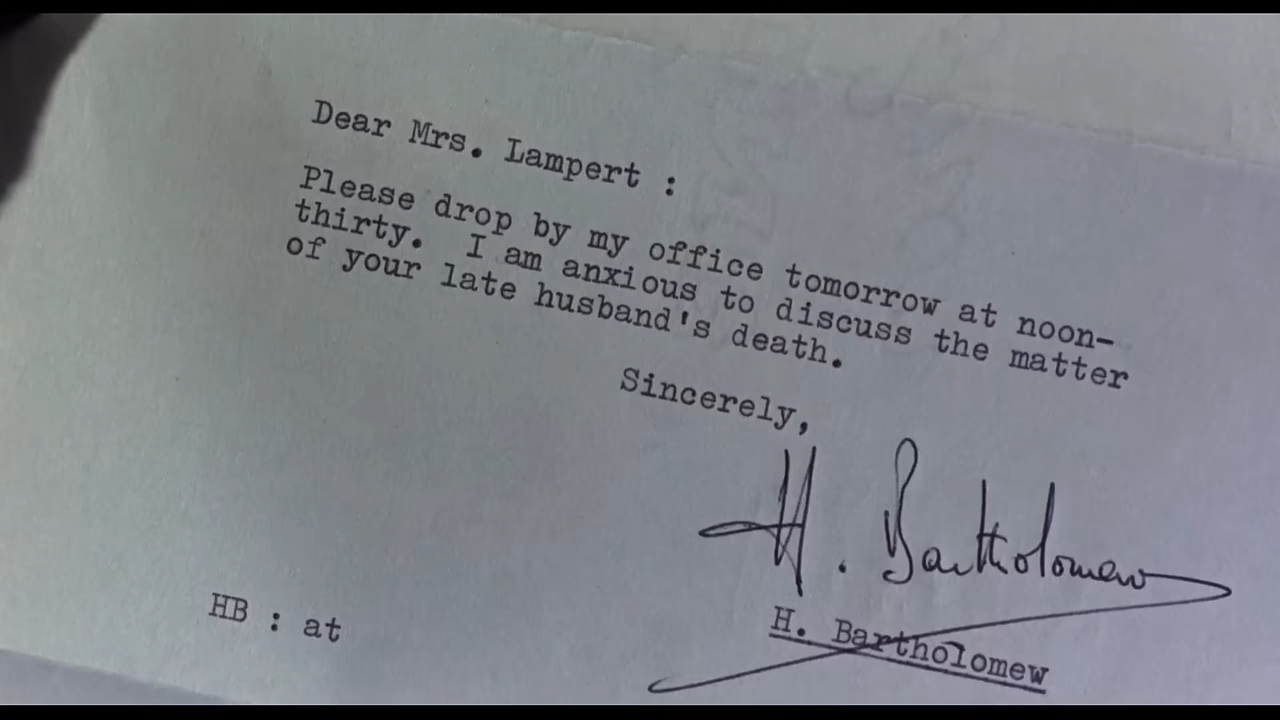 Dear Mrs. Lampert :
Please drop by my office tomorrow at noon-
thirty.  I am anxious to discuss the matter
of your late husband's death.
Sincerely,
H. Bartholomew
H. Bartholomew
HB : at